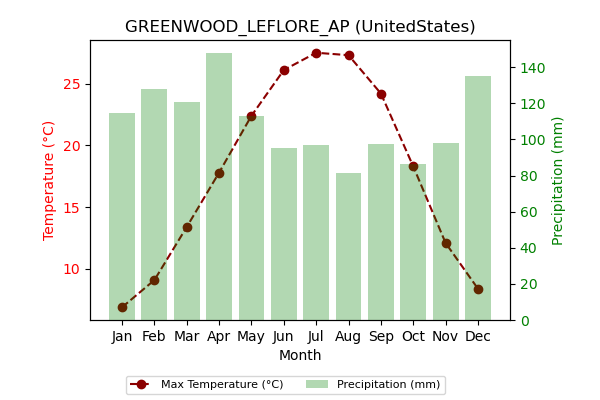 GREENWOOD_LEFLORE_AP (UnitedStates)
Temperature (°C)
25
20
15
10
Precipitation (mm)
140
120
100
80
60
40
20
0
Jan Feb Mar Apr May Jun Jul Aug Sep Oct Nov Dec
Month
Max Temperature (°C) Precipitation (mm)